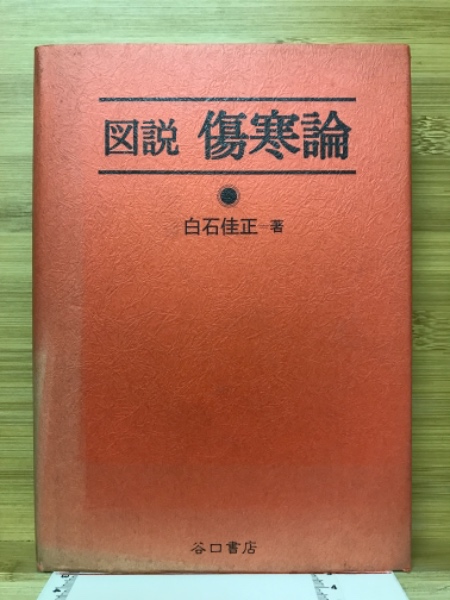 図説 傷寒論
白石佳正=著
谷口書店